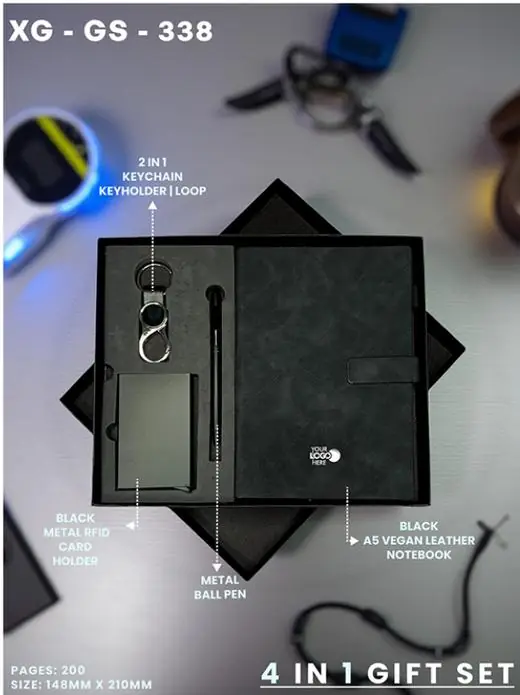 XG - GS - 338
2 IN 1
KEYCHAIN
KEYHOLDER | LOOP
YOUR
LOGO
HERE
BLACK
METAL RFID
CARD
HOLDER
METAL
BALL PEN
BLACK
A5 VEGAN LEATHER
NOTEBOOK
PAGES: 200
SIZE: 148MM X 210MM
4 IN 1 GIFT SET